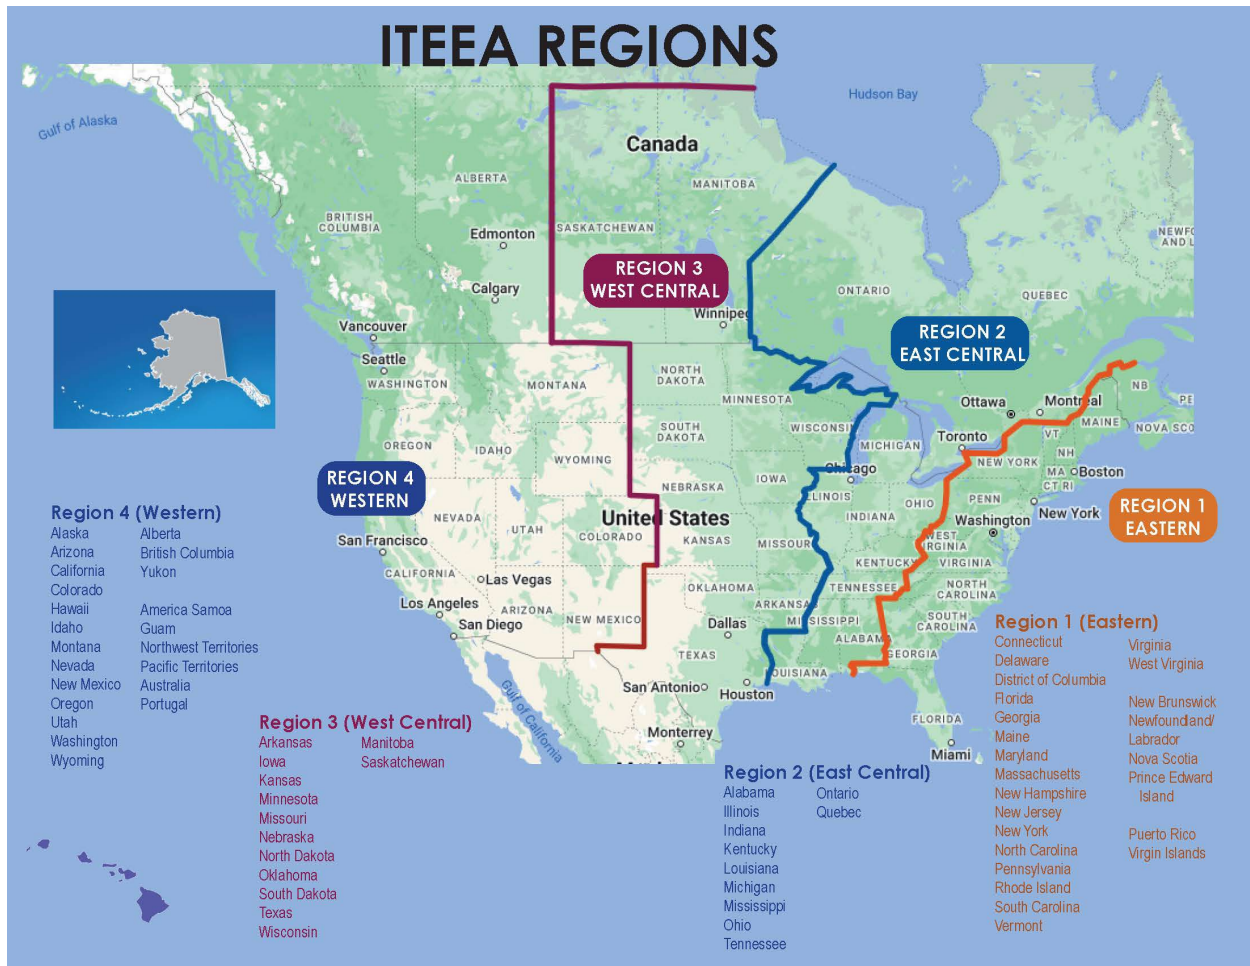 ITEEA REGIONS
Hudson Bay
Gulf of Alaska
Canada
ALBERTA
MANITOBA
BRITISH
COLUMBIA
SASKATCHEWAN
NEWFO
AND L
Edmonton
REGION 3
WEST CENTRAL
Calgary
ONTARIO
QUEBEC
Winnipeg
Vancouver
REGION 2
EAST CENTRAL
Seattle
WASHINGTON
MONTANA
NORTH
DAKOTA
MINNESOTA
NB
PE
Ottawa
Montreal
MAINE
NOVA SCO
SOUTH
DAKOTA
WISCONSI
MICHIGAN
Toronto
VT
NH
OREGON
IDAHO
WYOMING
NEW YORK
MA
Boston
CT RI
REGION 4
WESTERN
IOWA
Chicago
NEBRASKA
ILLINOIS
OHIO
PENN
New York
REGION 1
EASTERN
NEVADA
UTAH
United States
COLORADO
KANSAS
MISSOURI
INDIANA
WEST
VIRGINIA
Washington
San Francisco
KENTUCKY
VIRGINIA
CALIFORNIA
Las Vegas
OKLAHOMA
TENNESSEE
NORTH
CAROLINA
Los Angeles
ARIZONA
NEW MEXICO
ARKANSAS
San Diego
Dallas
MISSISSIPPI
SOUTH
CAROLINA
ALABAMA
GEORGIA
TEXAS
LOUISIANA
San Antonio
Houston
Gulf of California
Monterrey
FLORIDA
Miami
Region 4 (Western)
Alaska
Arizona
California
Colorado
Hawaii
Idaho
Montana
Nevada
New Mexico
Oregon
Utah
Washington
Wyoming
Alberta
British Columbia
Yukon
America Samoa
Guam
Northwest Territories
Pacific Territories
Australia
Portugal
Region 3 (West Central)
Arkansas
Iowa
Kansas
Minnesota
Missouri
Nebraska
North Dakota
Oklahoma
South Dakota
Texas
Wisconsin
Manitoba
Saskatchewan
Region 2 (East Central)
Alabama
Illinois
Indiana
Kentucky
Louisiana
Michigan
Mississippi
Ohio
Tennessee
Ontario
Quebec
Region 1 (Eastern)
Connecticut
Delaware
District of Columbia
Florida
Georgia
Maine
Maryland
Massachusetts
New Hampshire
New Jersey
New York
North Carolina
Pennsylvania
Rhode Island
South Carolina
Vermont
Virginia
West Virginia
New Brunswick
Newfoundland/
Labrador
Nova Scotia
Prince Edward
Island
Puerto Rico
Virgin Islands